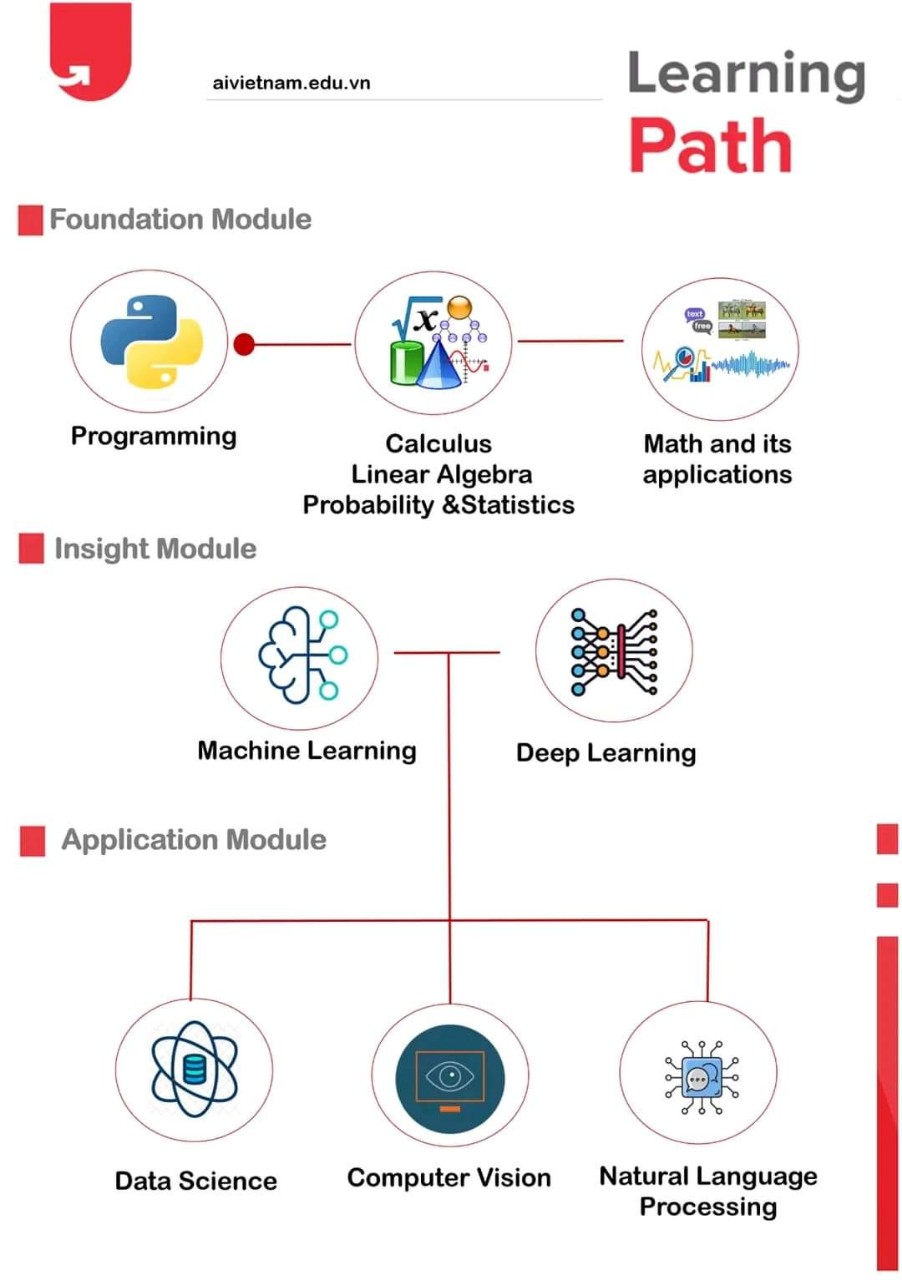 aivietnam.edu.vn
Learning
Path
Foundation Module
Programming
Calculus
Linear Algebra
Probability &Statistics
Math and its
applications
text
free
Insight Module
Machine Learning
Deep Learning
Application Module
Data Science
Computer Vision
Natural Language
Processing